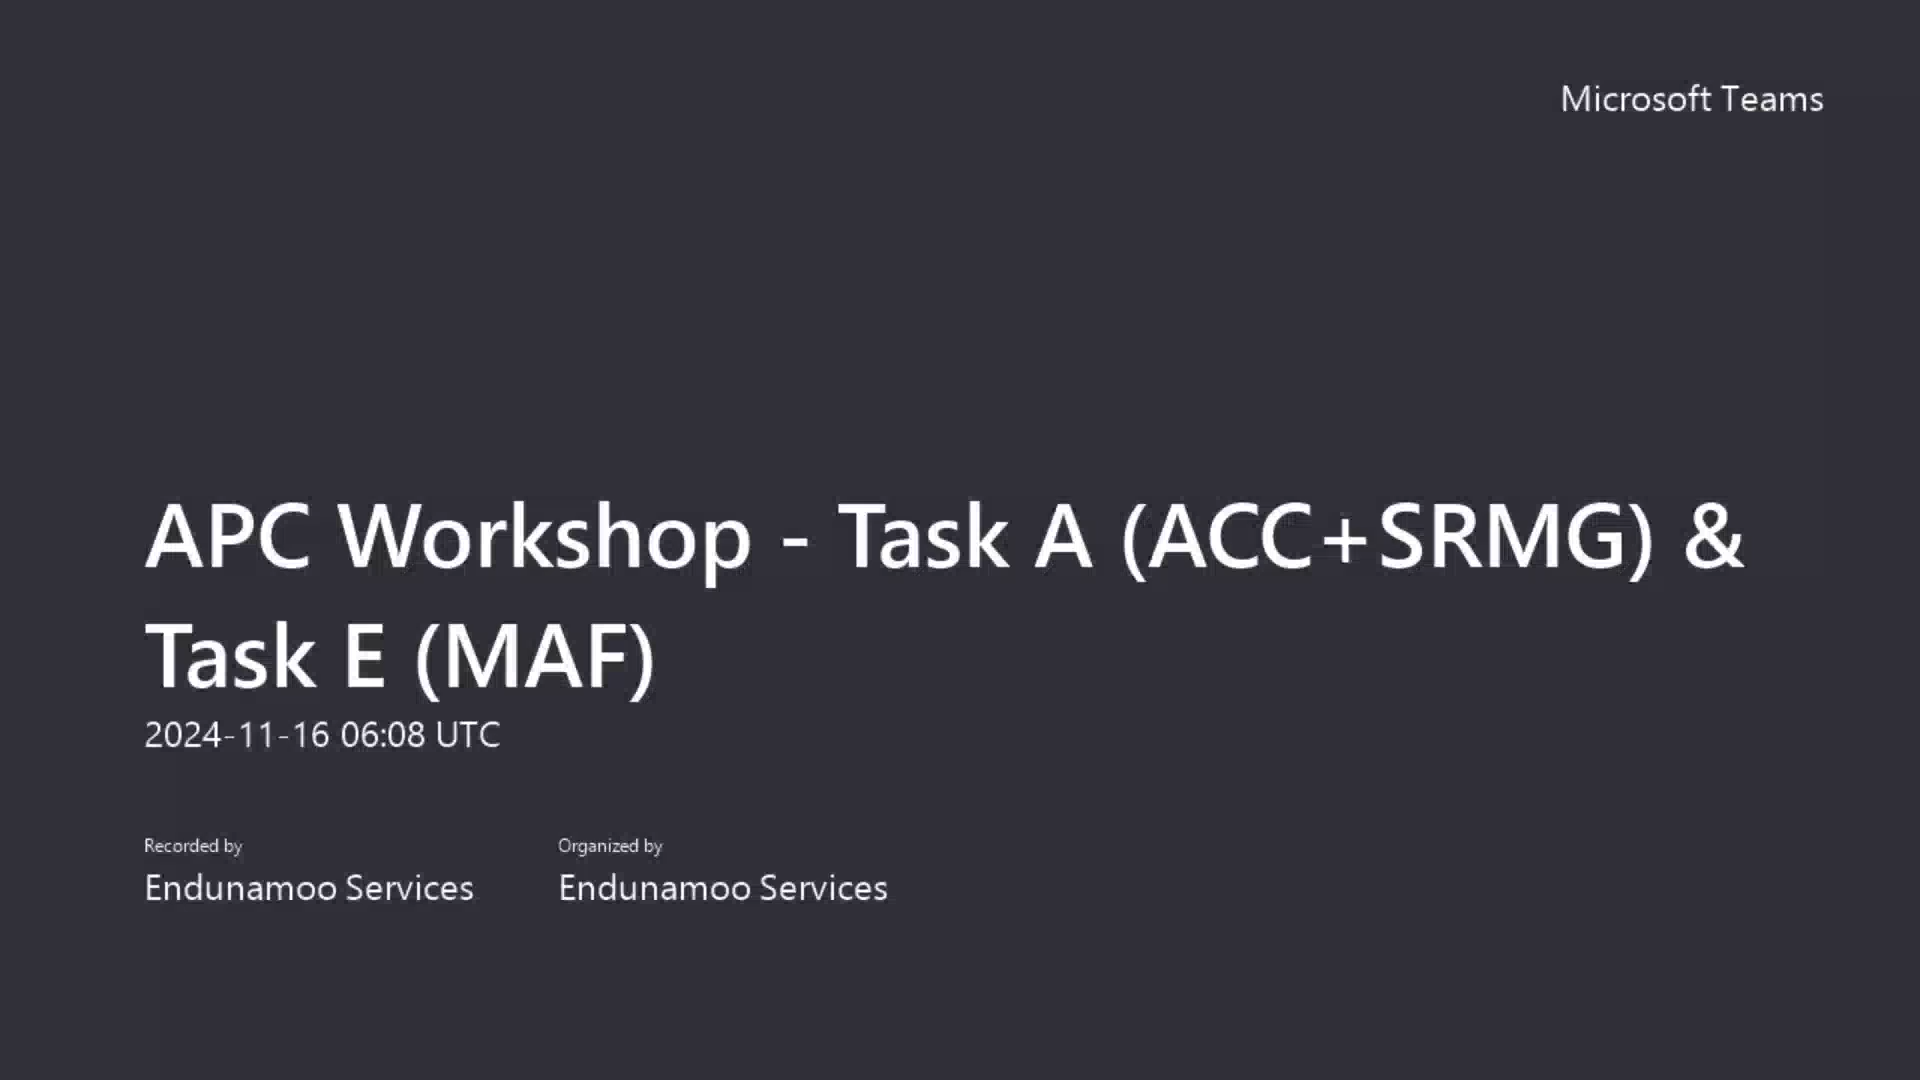 Microsoft Teams
APC Workshop - Task A (ACC+SRMG) &
Task E (MAF)
2024-11-16 06:08 UTC
Recorded by
Organized by
Endunamoo Services
Endunamoo Services